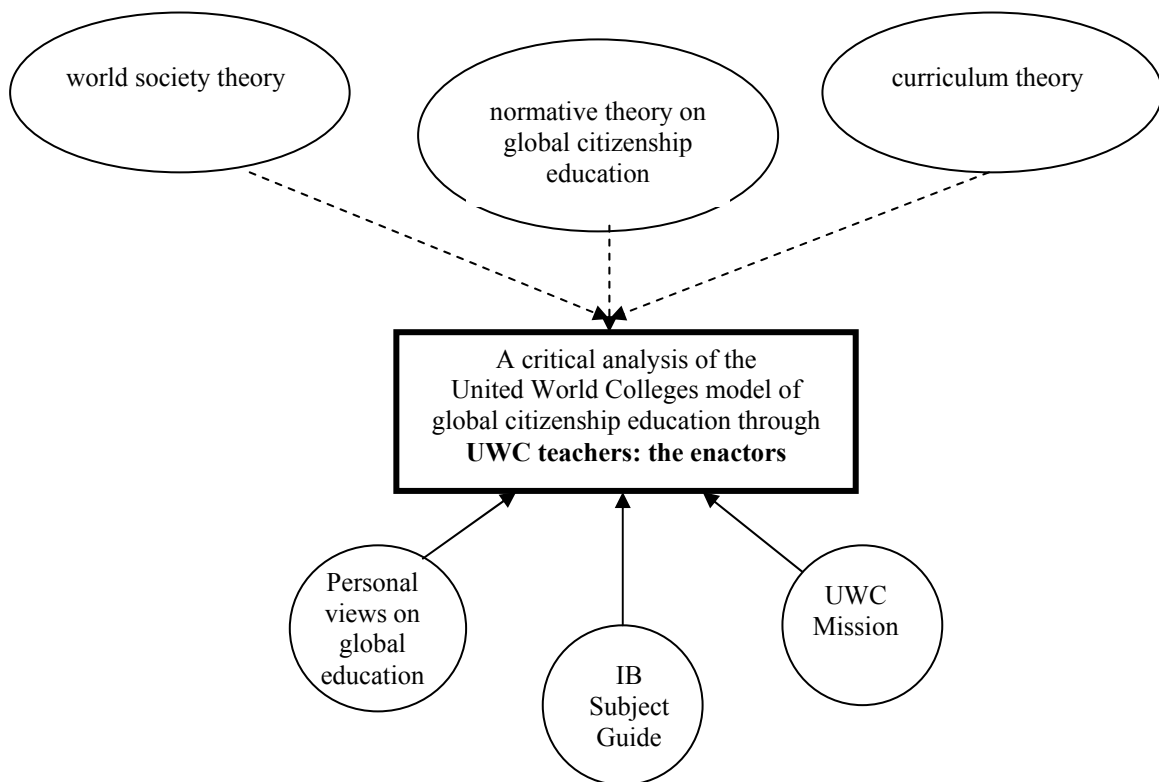 world society theory
normative theory on
global citizenship
education
curriculum theory
A critical analysis of the
United World Colleges model of
global citizenship education through
UWC teachers: the enactors
Personal
views on
global
education
IB
Subject
Guide
UWC
Mission